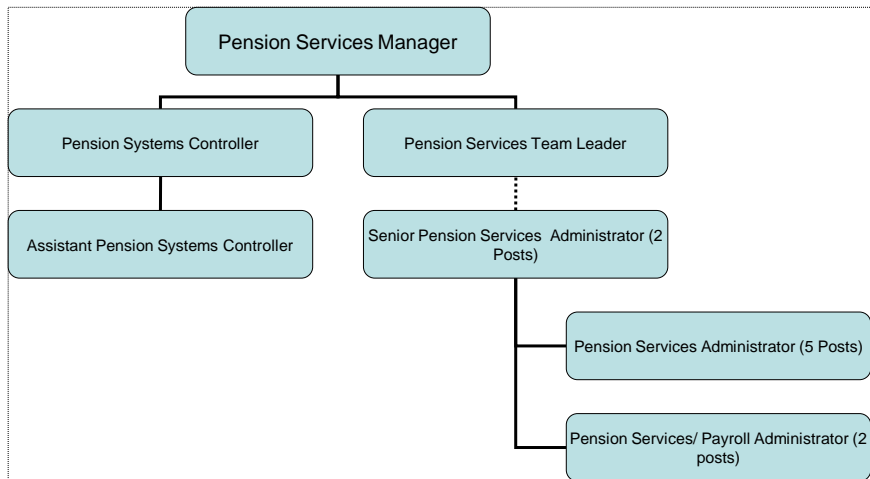 Pension Services Manager
Pension Systems Controller
Pension Services Team Leader
Assistant Pension Systems Controller
Senior Pension Services  Administrator (2
Posts)
Pension Services Administrator (5 Posts)
Pension Services/ Payroll Administrator (2
posts)